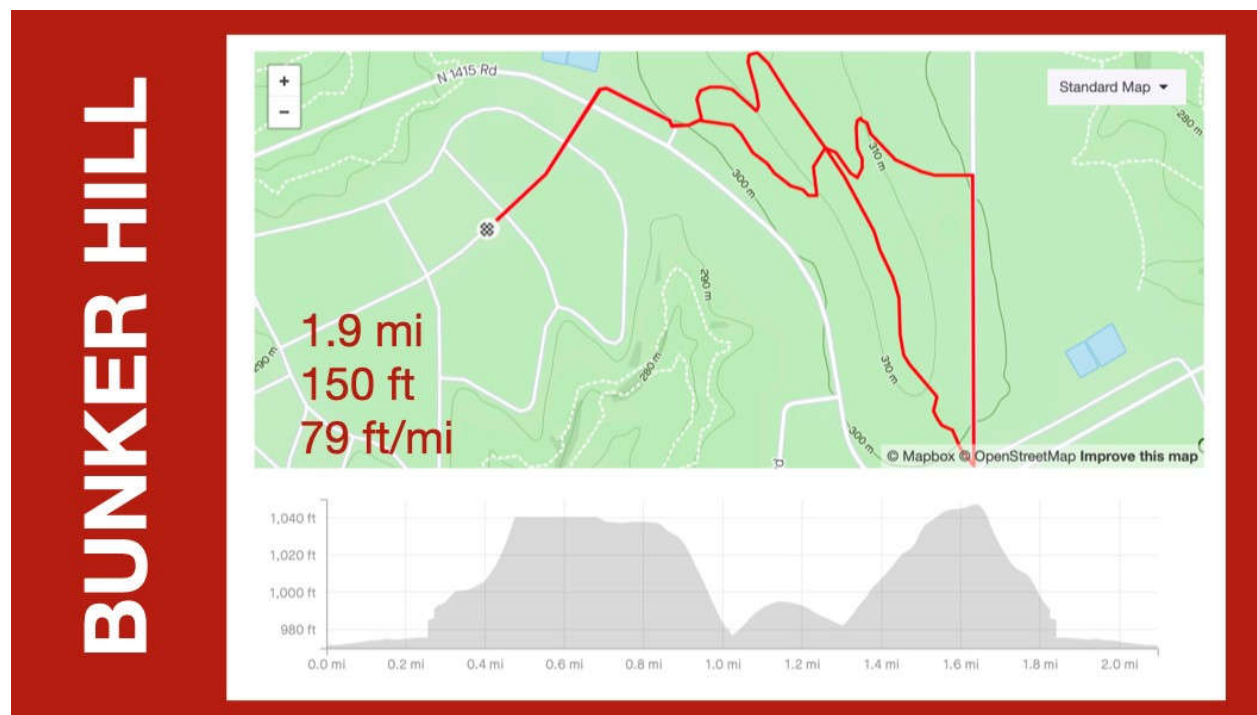 BUNKER HILL
+
−
N 1415 Rd
Standard Map
280 m
310 m
300 m
290 m
290 m
280 m
310 m
300 m
1.9 mi
150 ft
79 ft/mi
© Mapbox © OpenStreetMap Improve this map
1,040 ft
1,020 ft
1,000 ft
980 ft
0.0 mi 0.2 mi 0.4 mi 0.6 mi 0.8 mi 1.0 mi 1.2 mi 1.4 mi 1.6 mi 1.8 mi 2.0 mi